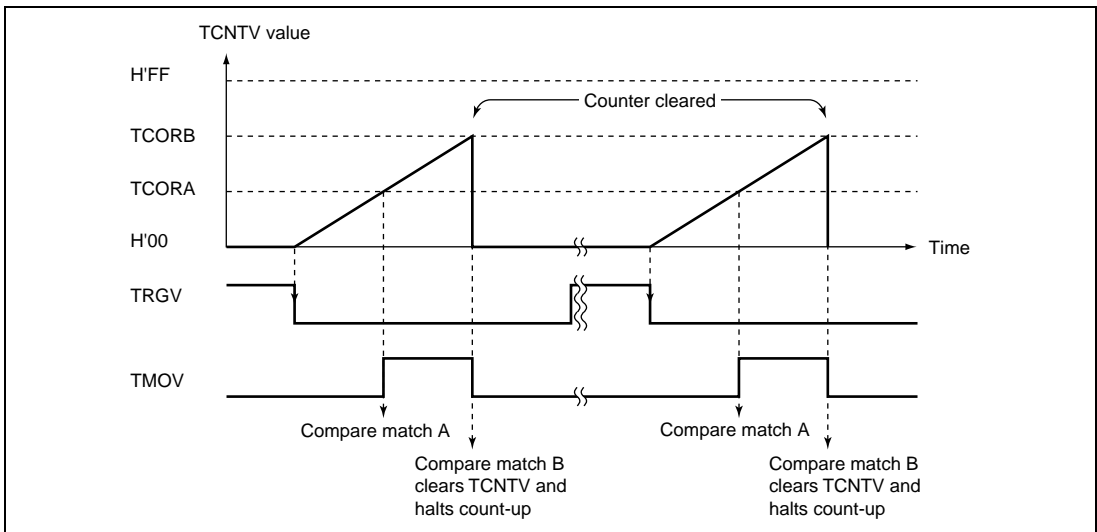 TCNTV value
H'FF
Counter cleared
TCORB
TCORA
H'00
Time
TRGV
TMOV
Compare match A
Compare match A
Compare match B
clears TCNTV and
halts count-up
Compare match B
clears TCNTV and
halts count-up